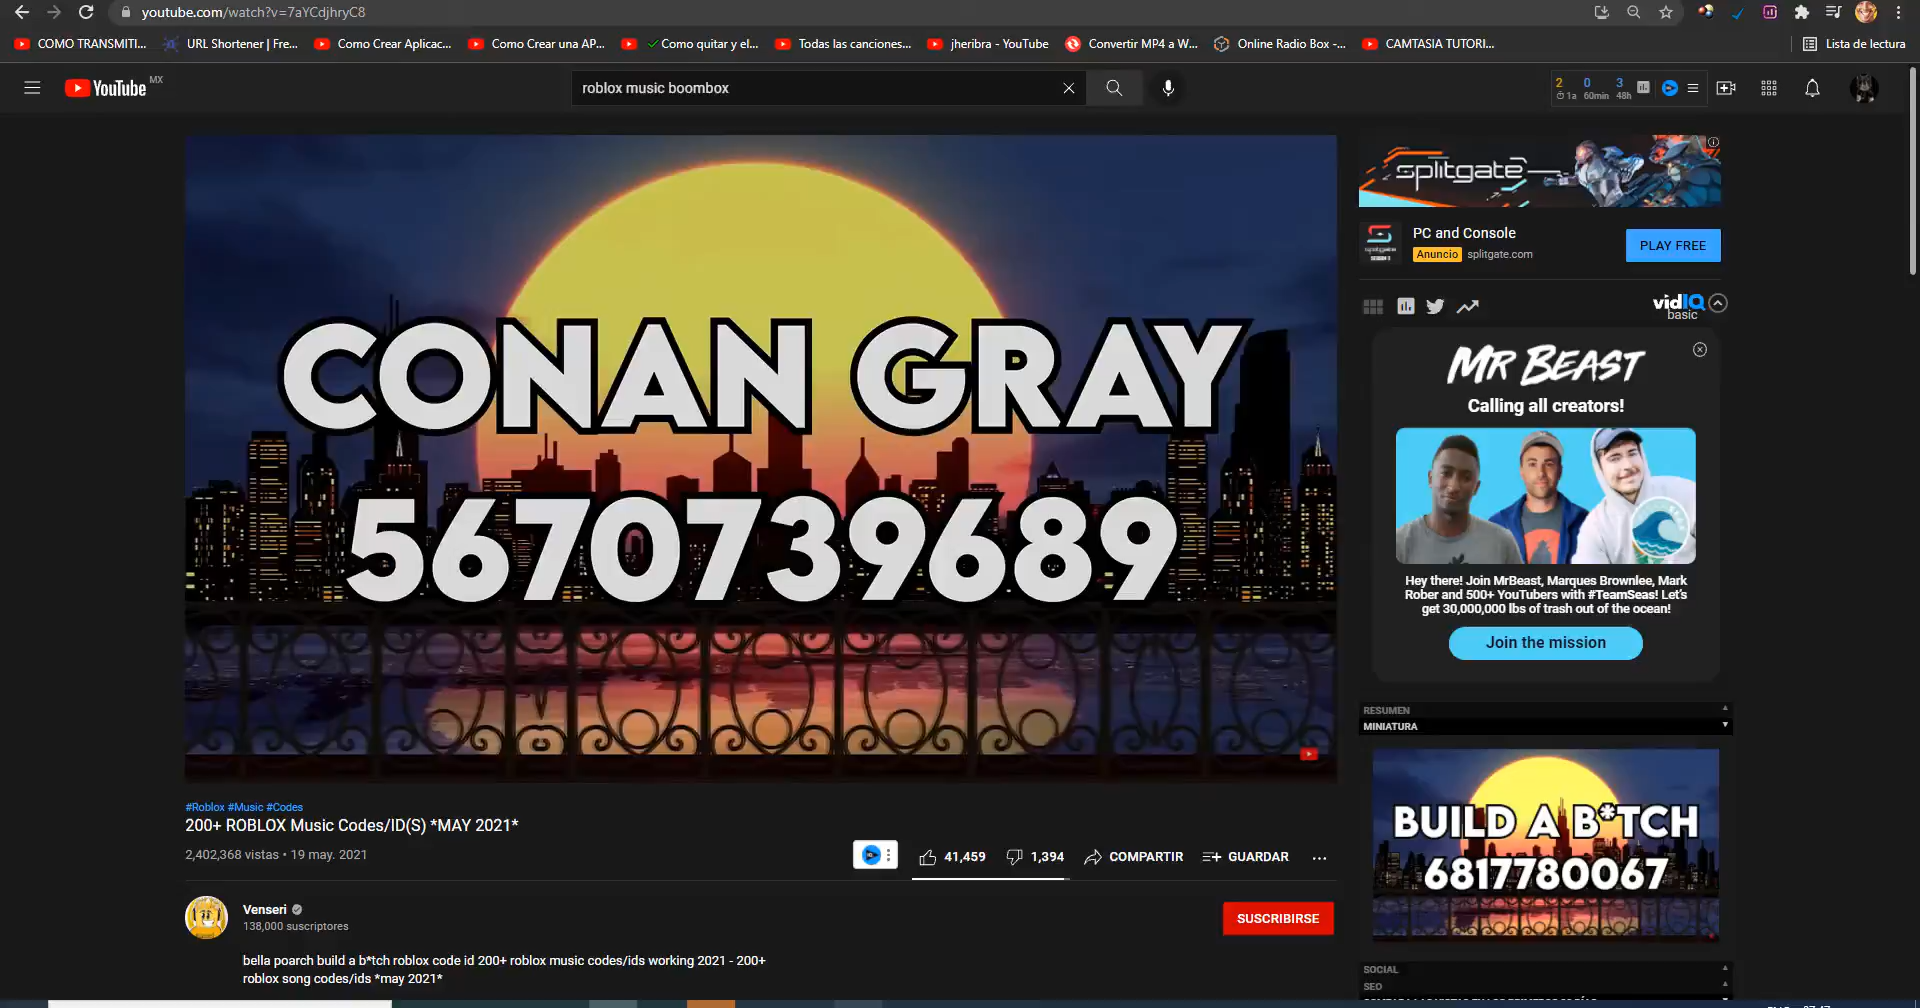 youtube.com/watch?v=7aYCdjhryC8
COMO TRANSMITI...
URL Shortener | Fre...
Como Crear Aplicac...
Como Crear una AP...
Como quitar y el...
Todas las canciones...
jheribra - YouTube
Convertir MP4 a W...
Online Radio Box -...
CAMTASIA TUTORI...
Lista de lectura
YouTube MX
roblox music boombox
2 0 3
1a 60min 48h
CONAN GRAY
5670739689
splitgate
PC and Console
Anuncio splitgate.com
PLAY FREE
vidIQ
basic
MR BEAST
Calling all creators!
Hey there! Join MrBeast, Marques Brownlee, Mark
Rober and 500+ YouTubers with #TeamSeas! Let's
get 30,000,000 lbs of trash out of the ocean!
Join the mission
RESUMEN
MINIATURA
BUILD A B*TCH
6817780067
SOCIAL
SEO
#Roblox #Music #Codes
200+ ROBLOX Music Codes/ID(S) *MAY 2021*
2,402,368 vistas • 19 may. 2021
41,459
1,394
COMPARTIR
GUARDAR
Venseri
138,000 suscriptores
SUSCRIBIRSE
bella poarch build a b*tch roblox code id 200+ roblox music codes/ids working 2021 - 200+
roblox song codes/ids *may 2021*